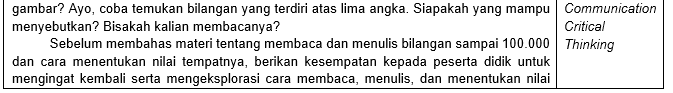 gambar? Ayo, coba temukan bilangan yang terdiri atas lima angka. Siapakah yang mampu
menyebutkan? Bisakah kalian membacanya?
Sebelum membahas materi tentang membaca dan menulis bilangan sampai 100.000
dan cara menentukan nilai tempatnya, berikan kesempatan kepada peserta didik untuk
mengingat kembali serta mengeksplorasi cara membaca, menulis, dan menentukan nilai
Communication
Critical
Thinking